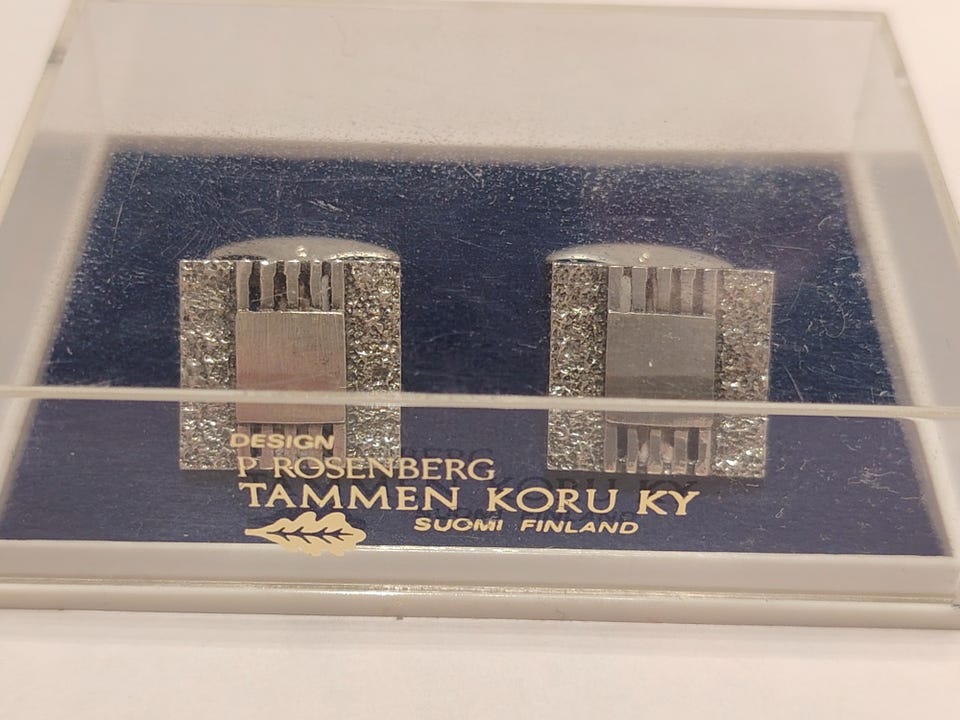 DESIGN
P. ROSENBERG
TAMMEN KORU KY
SUOMI FINLAND